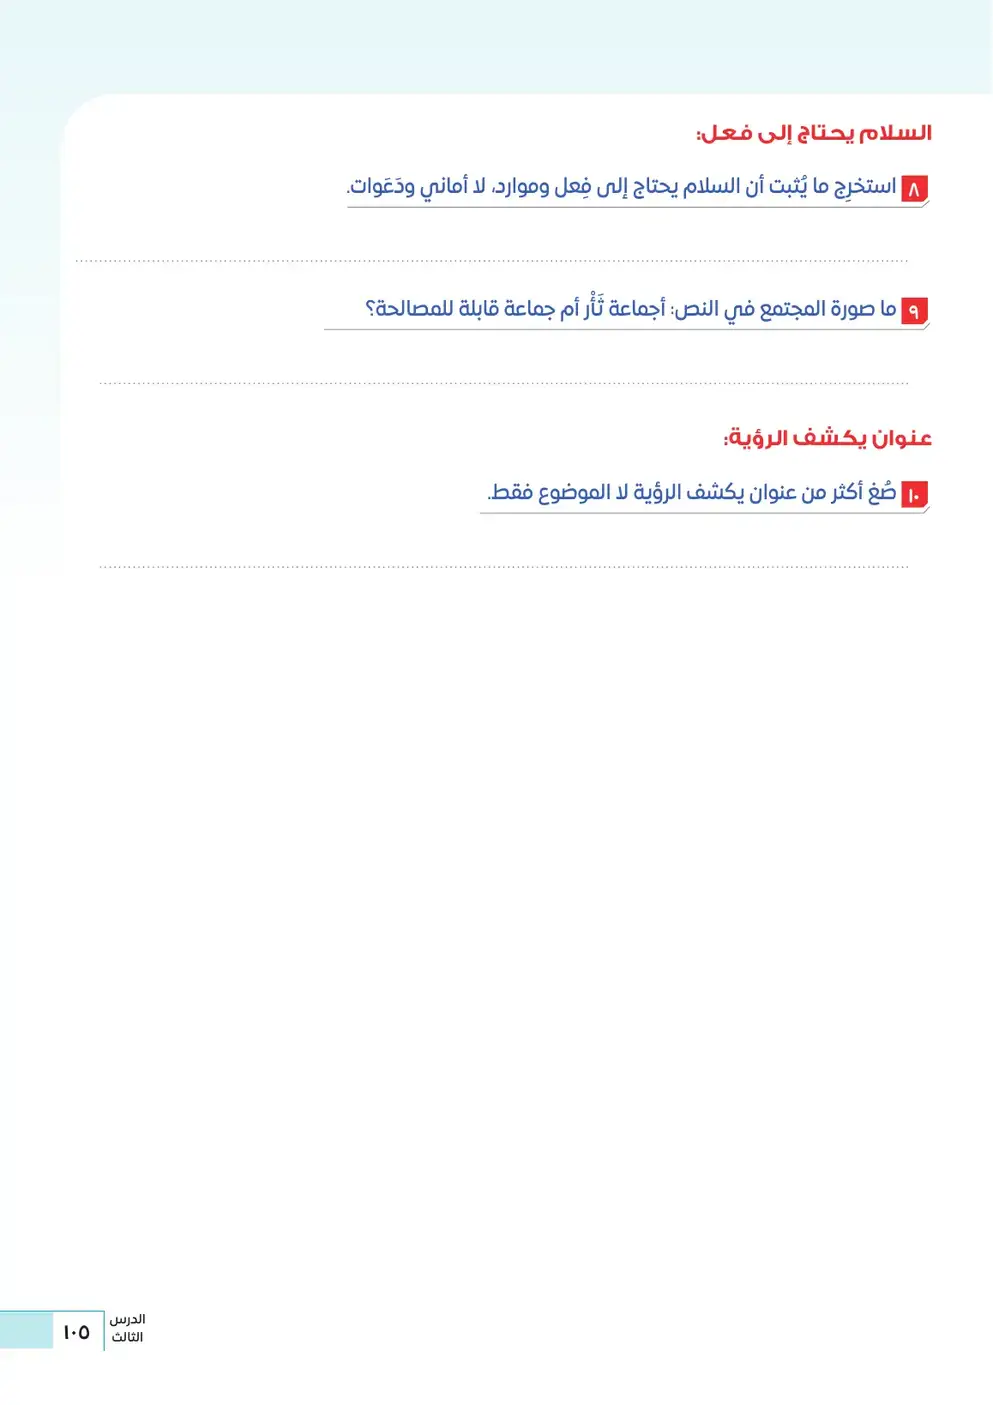 السلام يحتاج إلى فعل:
٨ استخرِج ما يُثبت أن السلام يحتاج إلى فِعل وموارد، لا أماني ودَعَوات.
٩ ما صورة المجتمع في النص: أجماعة ثَأْر أم جماعة قابلة للمصالحة؟
عنوان يكشف الرؤية:
١٠ صُغ أكثر من عنوان يكشف الرؤية لا الموضوع فقط.
الدرس
الثالث
١٠٥